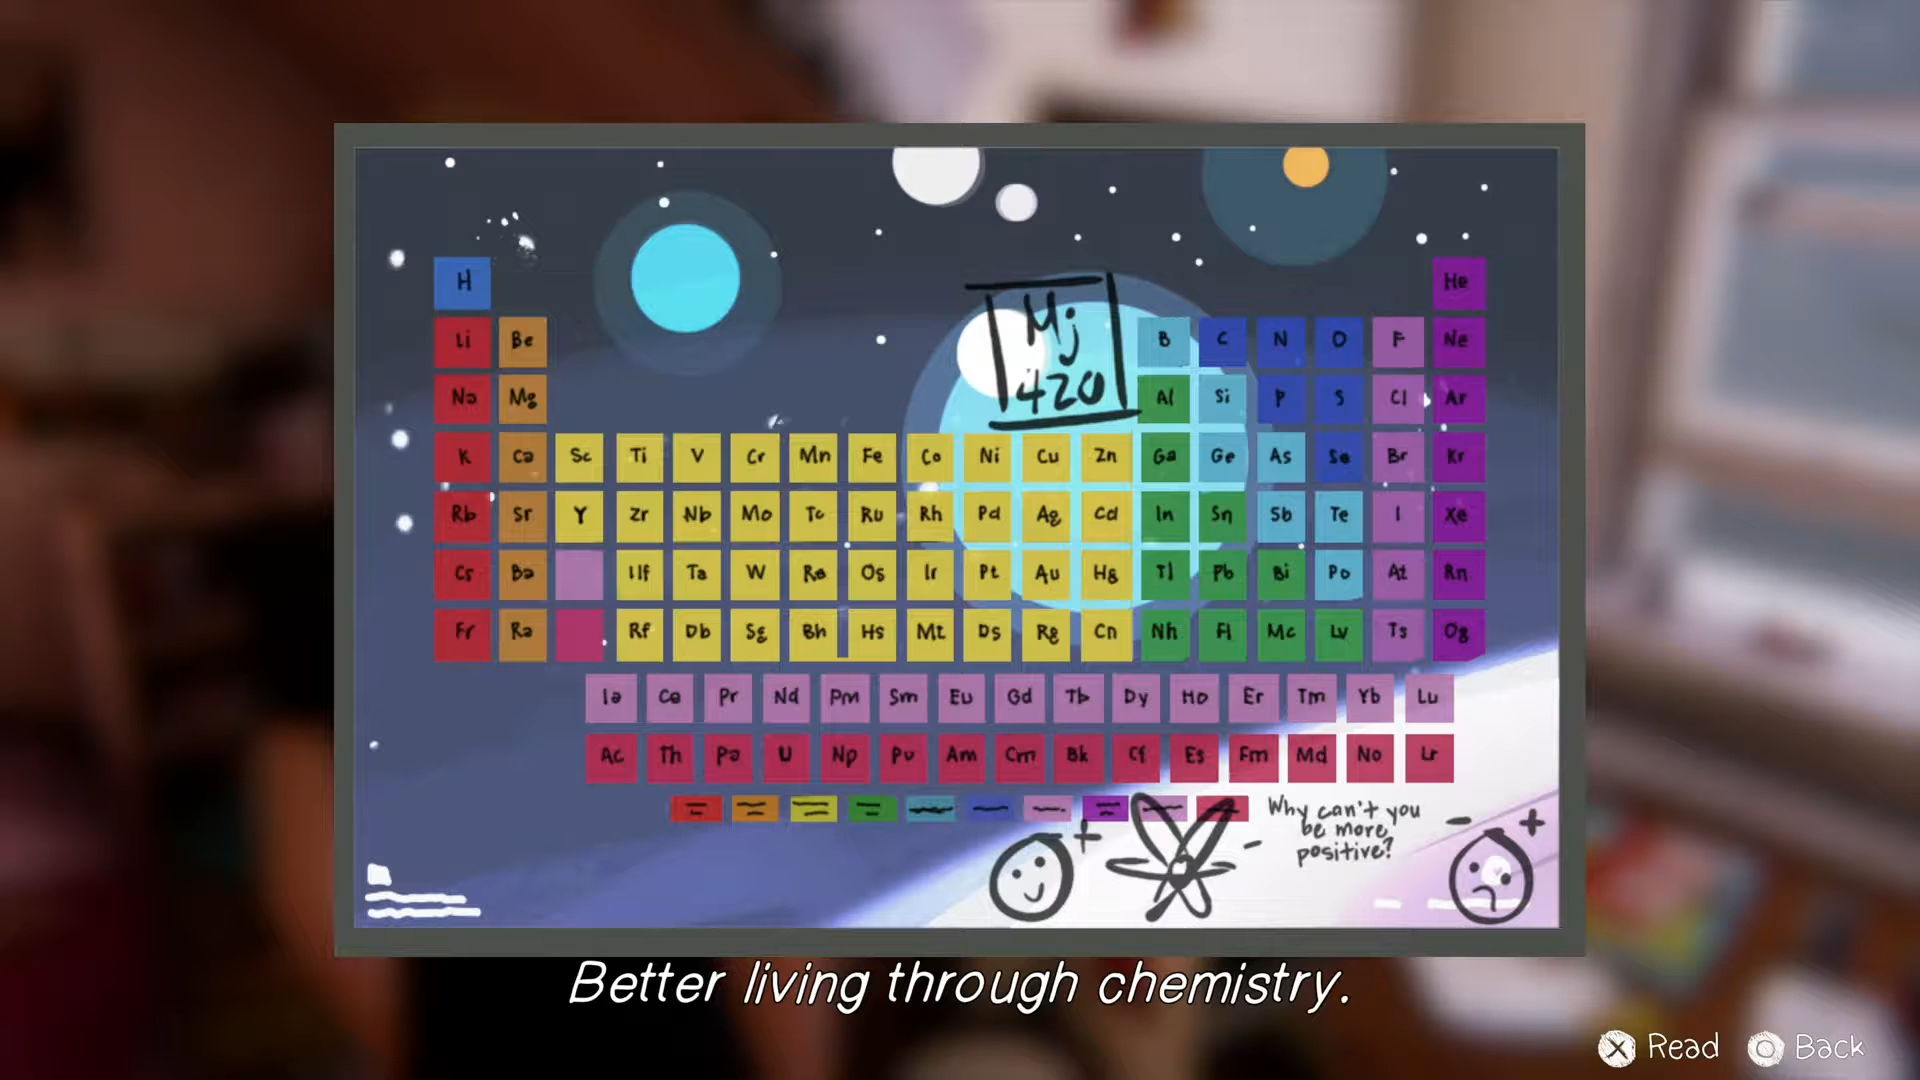 Mj
420
H He
Li Be B C N O F Ne
Na Mg Al Si P S Cl Ar
K Ca Sc Ti V Cr Mn Fe Co Ni Cu Zn Ga Ge As Se Br Kr
Rb Sr Y Zr Nb Mo Tc Ru Rh Pd Ag Cd In Sn Sb Te I Xe
Cs Ba Hf Ta W Re Os Ir Pt Au Hg Tl Pb Bi Po At Rn
Fr Ra Rf Db Sg Bh Hs Mt Ds Rg Cn Nh Fl Mc Lv Ts Og
la Ce Pr Nd Pm Sm Eu Gd Tb Dy Ho Er Tm Yb Lu
Ac Th Pa U Np Pu Am Cm Bk Cf Es Fm Md No Lr
Why can't you
be more
positive?
+ - - +
Better living through chemistry.
Read Back